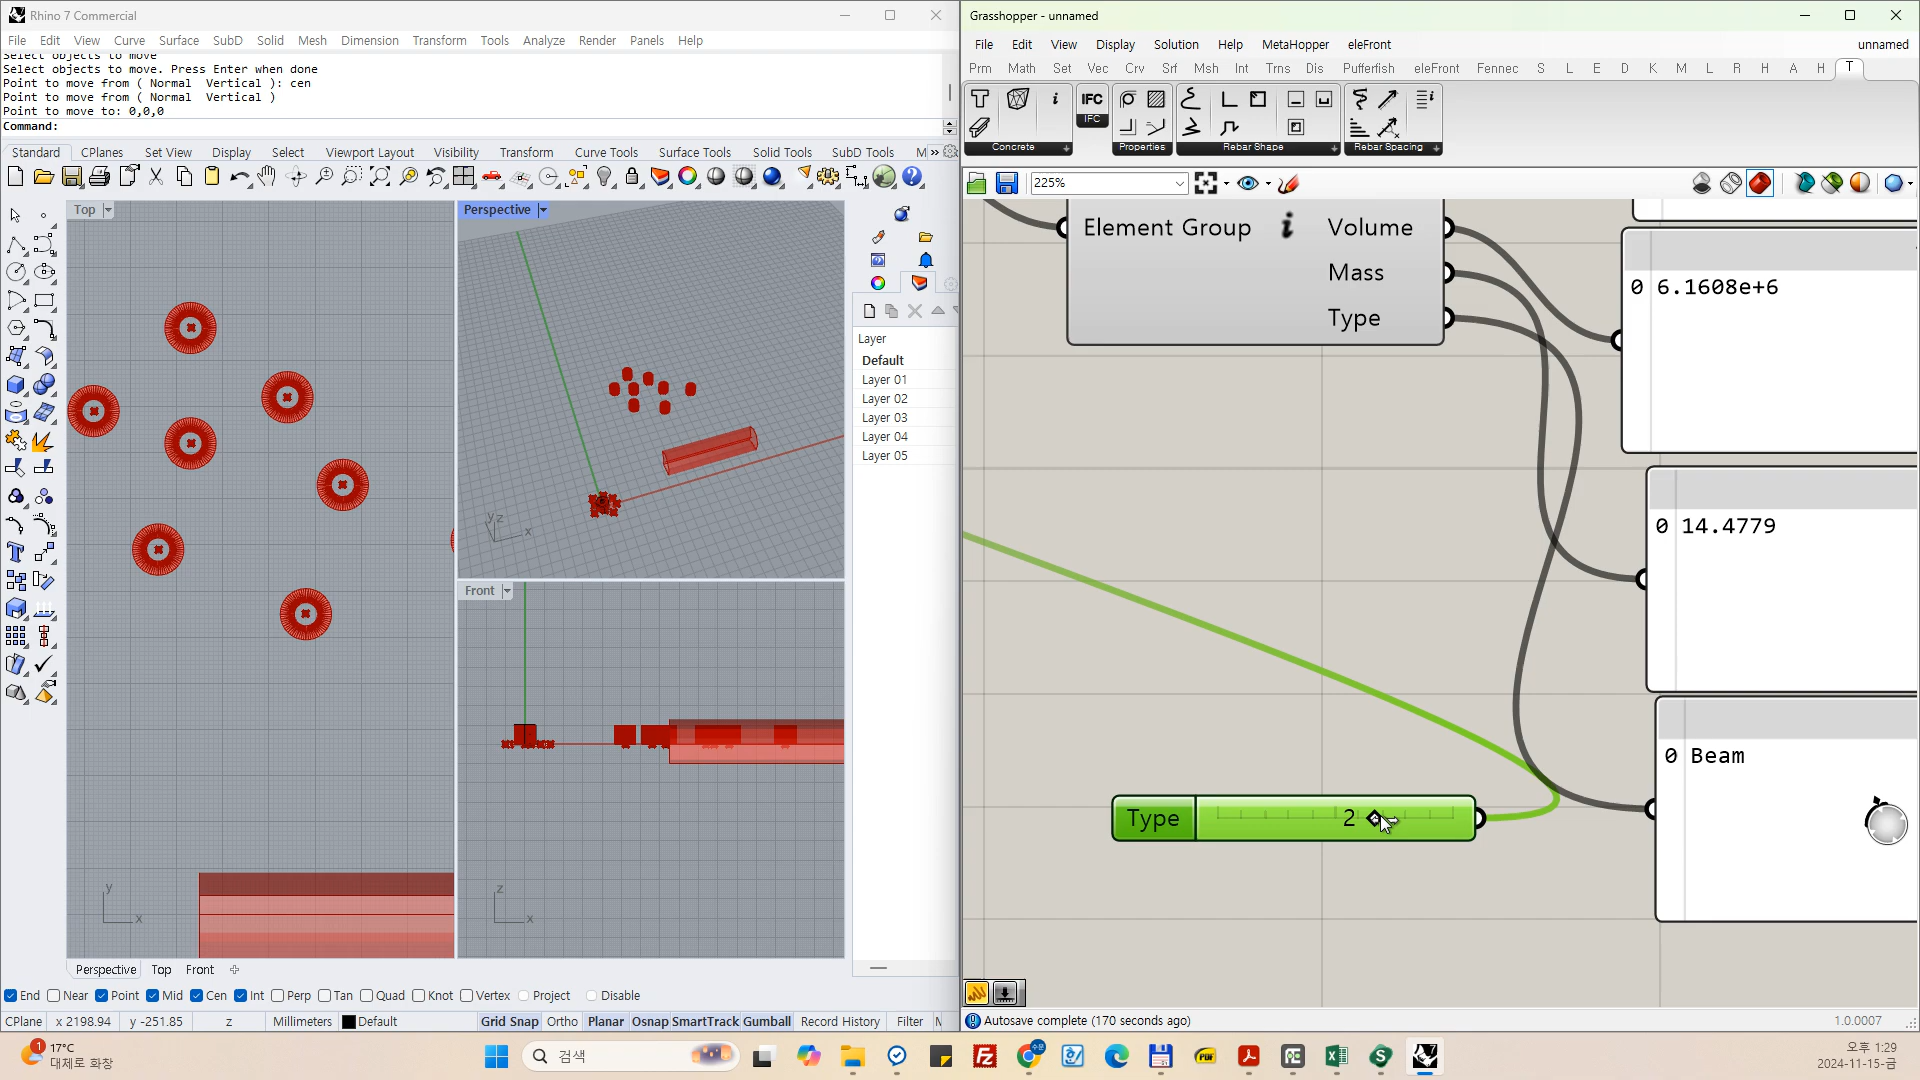 Rhino 7 Commercial
File Edit View Curve Surface SubD Solid Mesh Dimension Transform Tools Analyze Render Panels Help
Select objects to move
Select objects to move. Press Enter when done
Point to move from ( Normal  Vertical ): cen
Point to move from ( Normal  Vertical )
Point to move to: 0,0,0
Command:
Standard CPlanes Set View Display Select Viewport Layout Visibility Transform Curve Tools Surface Tools Solid Tools SubD Tools M »
Top
Perspective
Layer
Default
Layer 01
Layer 02
Layer 03
Layer 04
Layer 05
y z x
Front
y x
z x
Perspective Top Front
End Near Point Mid Cen Int Perp Tan Quad Knot Vertex Project Disable
CPlane x 2198.94 y -251.85 z Millimeters Default Grid Snap Ortho Planar Osnap SmartTrack Gumball Record History Filter
Grasshopper - unnamed
File Edit View Display Solution Help MetaHopper eleFront unnamed
Prm Math Set Vec Crv Srf Msh Int Trns Dis Pufferfish eleFront Fennec S L E D K M L R H A H T
IFC
IFC
Concrete Properties Rebar Shape Rebar Spacing
225%
Element Group i Volume
Mass
Type
0 6.1608e+6
0 14.4779
0 Beam
Type 2
Autosave complete (170 seconds ago) 1.0.0007
1 17°C
대체로 화창
검색
수문
PDF
오후 1:29
2024-11-15-금